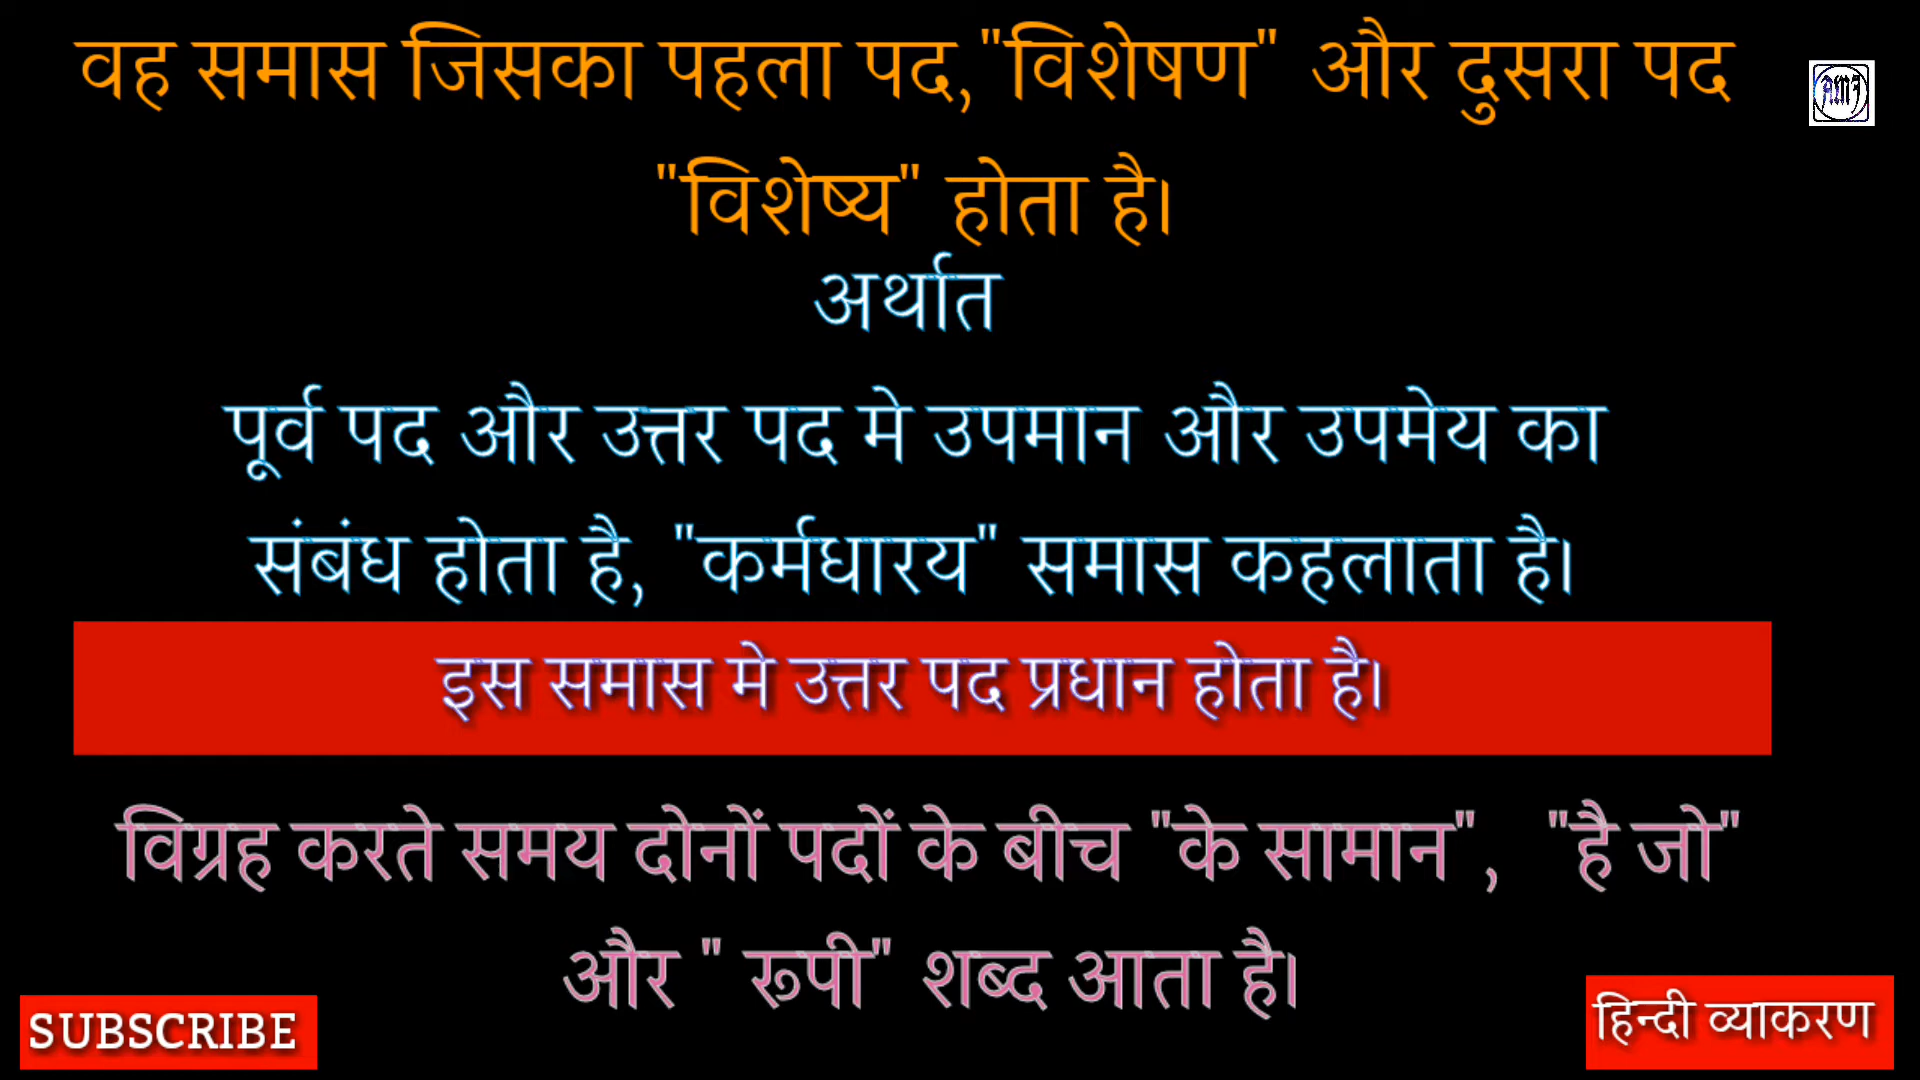 वह समास जिसका पहला पद,"विशेषण" और दुसरा पद
"विशेष्य" होता है।
अर्थात
पूर्व पद और उत्तर पद मे उपमान और उपमेय का
संबंध होता है, "कर्मधारय" समास कहलाता है।
इस समास मे उत्तर पद प्रधान होता है।
विग्रह करते समय दोनों पदों के बीच "के सामान", "है जो"
और " रूपी" शब्द आता है।
SUBSCRIBE
हिन्दी व्याकरण